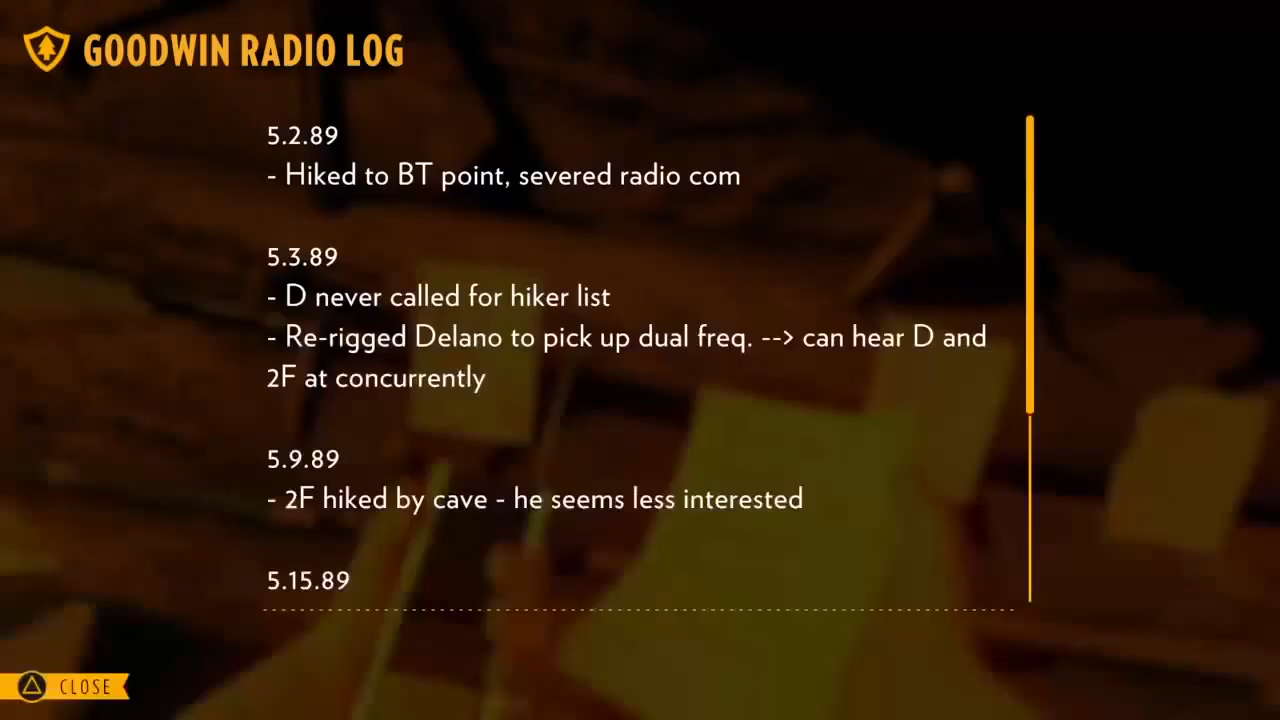 GOODWIN RADIO LOG
5.2.89
- Hiked to BT point, severed radio com
5.3.89
- D never called for hiker list
- Re-rigged Delano to pick up dual freq. --> can hear D and
2F at concurrently
5.9.89
- 2F hiked by cave - he seems less interested
5.15.89
CLOSE